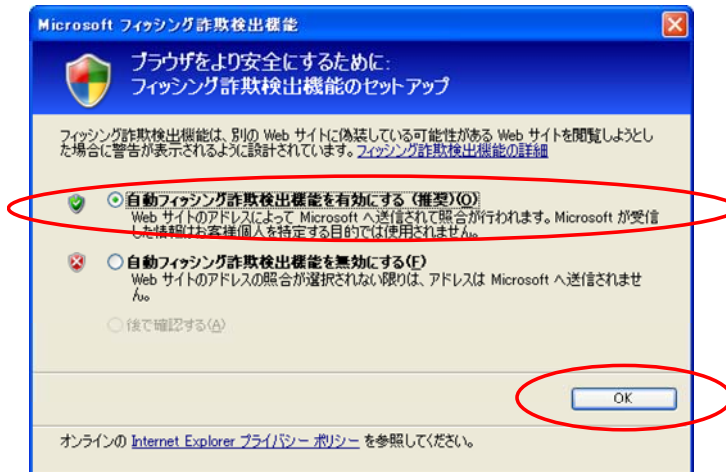 Microsoft フィッシング詐欺検出機能
ブラウザをより安全にするために:
フィッシング詐欺検出機能のセットアップ
フィッシング詐欺検出機能は、別の Web サイトに偽装している可能性がある Web サイトを閲覧しようとし
た場合に警告が表示されるように設計されています。フィッシング詐欺検出機能の詳細
自動フィッシング詐欺検出機能を有効にする (推奨)(O)
Web サイトのアドレスによって Microsoft へ送信されて照合が行われます。Microsoft が受信
した情報はお客様個人を特定する目的では使用されません。
自動フィッシング詐欺検出機能を無効にする(F)
Web サイトのアドレスの照合が選択されない限りは、アドレスは Microsoft へ送信されませ
ん。
後で確認する(A)
OK
オンラインの Internet Explorer プライバシー ポリシー を参照してください。